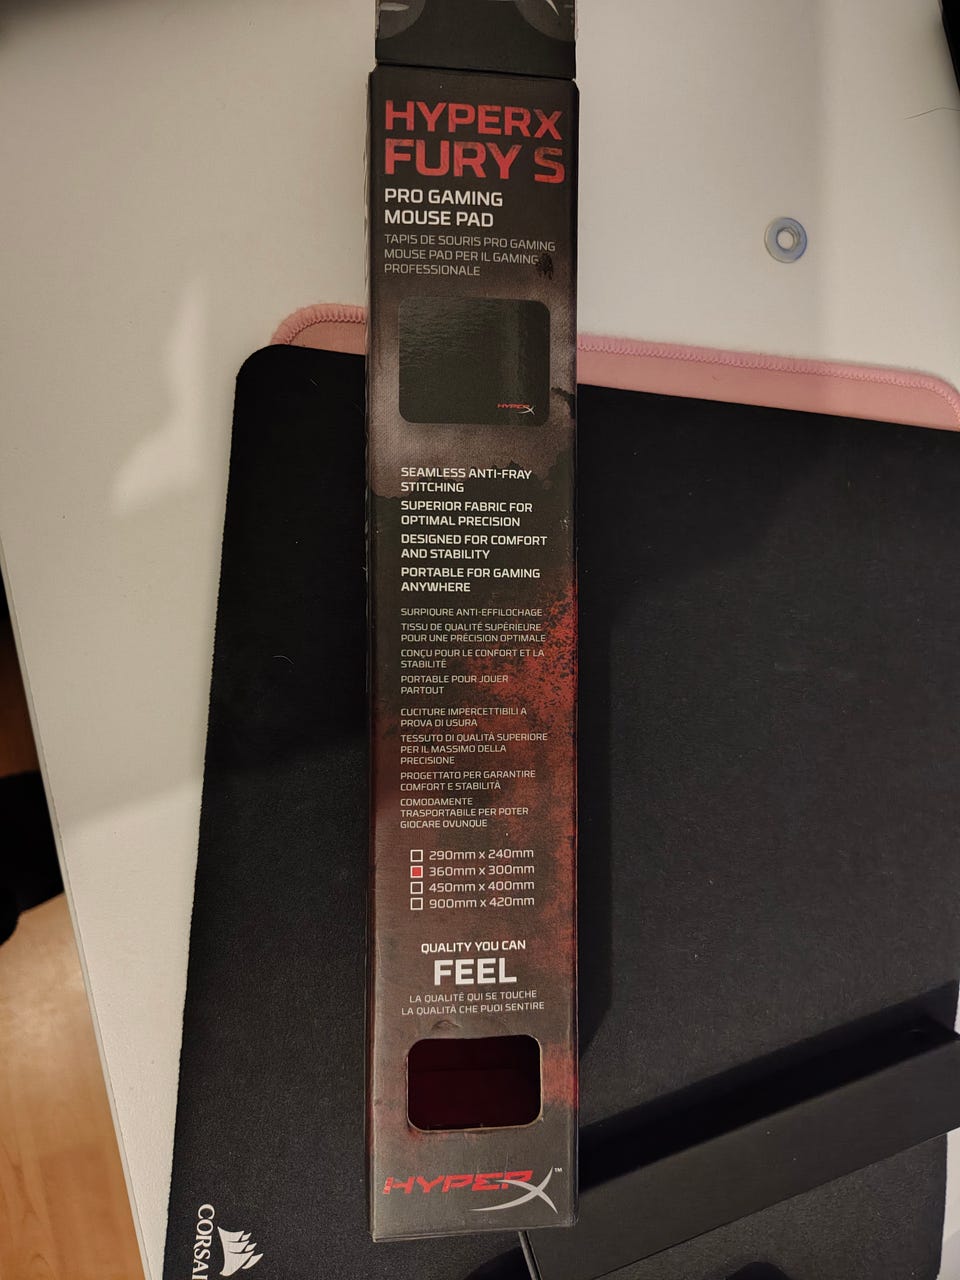 HYPERX
FURY S
PRO GAMING
MOUSE PAD
TAPIS DE SOURIS PRO GAMING
MOUSE PAD PER IL GAMING
PROFESSIONALE
HYPERX
SEAMLESS ANTI-FRAY
STITCHING
SUPERIOR FABRIC FOR
OPTIMAL PRECISION
DESIGNED FOR COMFORT
AND STABILITY
PORTABLE FOR GAMING
ANYWHERE
SURPIQURE ANTI-EFFILOCHAGE
TISSU DE QUALITÉ SUPÉRIEURE
POUR UNE PRÉCISION OPTIMALE
CONÇU POUR LE CONFORT ET LA
STABILITÉ
PORTABLE POUR JOUER
PARTOUT
CUCITURE IMPERCETTIBILI A
PROVA DI USURA
TESSUTO DI QUALITÀ SUPERIORE
PER IL MASSIMO DELLA
PRECISIONE
PROGETTATO PER GARANTIRE
COMFORT E STABILITÀ
COMODAMENTE
TRASPORTABILE PER POTER
GIOCARE OVUNQUE
290mm x 240mm
360mm x 300mm
450mm x 400mm
900mm x 420mm
QUALITY YOU CAN
FEEL
LA QUALITÉ QUI SE TOUCHE
LA QUALITÀ CHE PUOI SENTIRE
HYPERX™
CORSAI